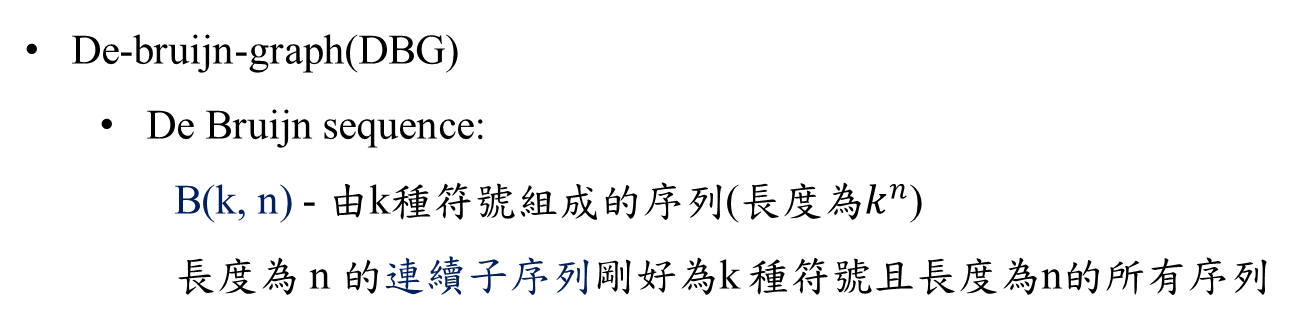 • De-bruijn-graph(DBG)
• De Bruijn sequence:
B(k, n) - 由k種符號組成的序列(長度為kⁿ)
長度為 n 的連續子序列剛好為k 種符號且長度為n的所有序列